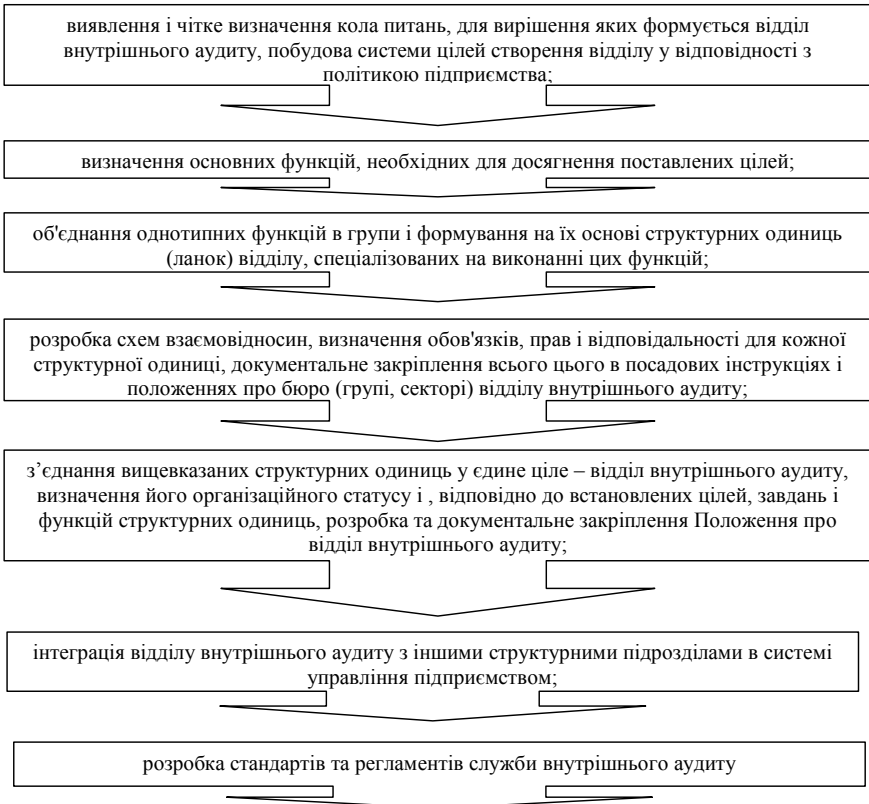 виявлення і чітке визначення кола питань, для вирішення яких формується відділ
внутрішнього аудиту, побудова системи цілей створення відділу у відповідності з
політикою підприємства;
визначення основних функцій, необхідних для досягнення поставлених цілей;
об'єднання однотипних функцій в групи і формування на їх основі структурних одиниць
(ланок) відділу, спеціалізованих на виконанні цих функцій;
розробка схем взаємовідносин, визначення обов'язків, прав і відповідальності для кожної
структурної одиниці, документальне закріплення всього цього в посадових інструкціях і
положеннях про бюро (групі, секторі) відділу внутрішнього аудиту;
з’єднання вищевказаних структурних одиниць у єдине ціле – відділ внутрішнього аудиту,
визначення його організаційного статусу і , відповідно до встановлених цілей, завдань і
функцій структурних одиниць, розробка та документальне закріплення Положення про
відділ внутрішнього аудиту;
інтеграція відділу внутрішнього аудиту з іншими структурними підрозділами в системі
управління підприємством;
розробка стандартів та регламентів служби внутрішнього аудиту